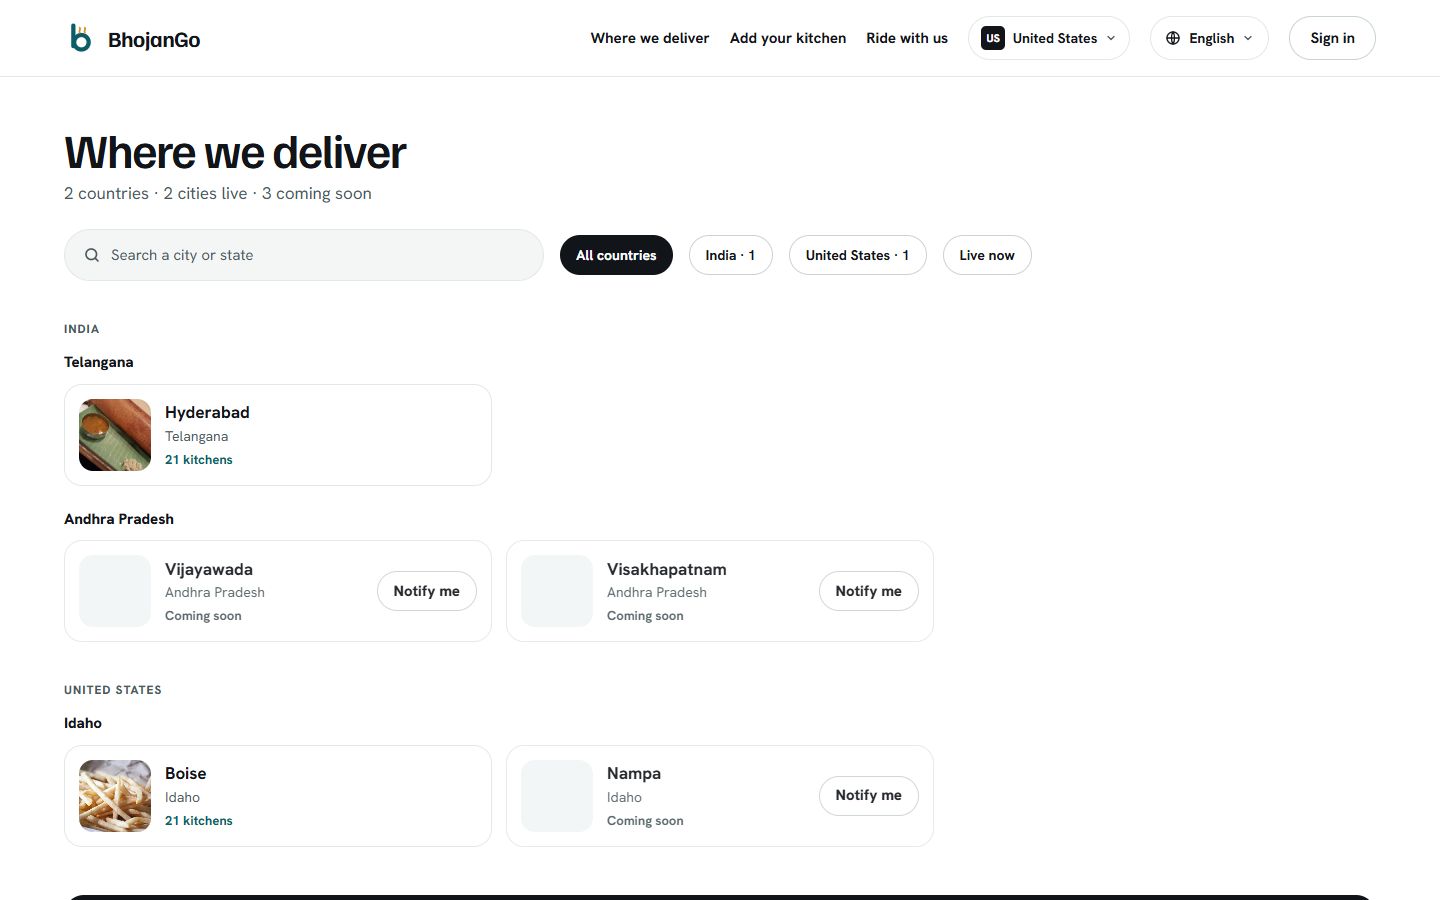 BhojanGo
Where we deliver
Add your kitchen
Ride with us
US United States
English
Sign in
Where we deliver
2 countries · 2 cities live · 3 coming soon
Search a city or state
All countries
India · 1
United States · 1
Live now
INDIA
Telangana
Hyderabad
Telangana
21 kitchens
Andhra Pradesh
Vijayawada
Andhra Pradesh
Coming soon
Notify me
Visakhapatnam
Andhra Pradesh
Coming soon
Notify me
UNITED STATES
Idaho
Boise
Idaho
21 kitchens
Nampa
Idaho
Coming soon
Notify me